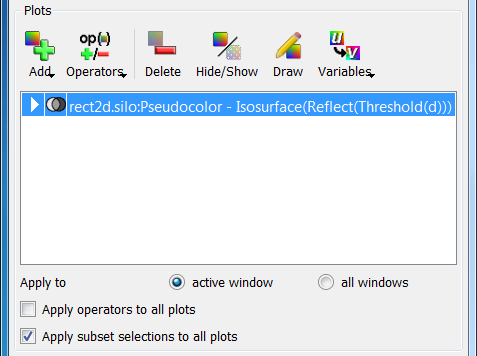 Plots
op(·)
+/-
u
v
Add Operators Delete Hide/Show Draw Variables
rect2d.silo:Pseudocolor - Isosurface(Reflect(Threshold(d)))
Apply to active window all windows
Apply operators to all plots
Apply subset selections to all plots